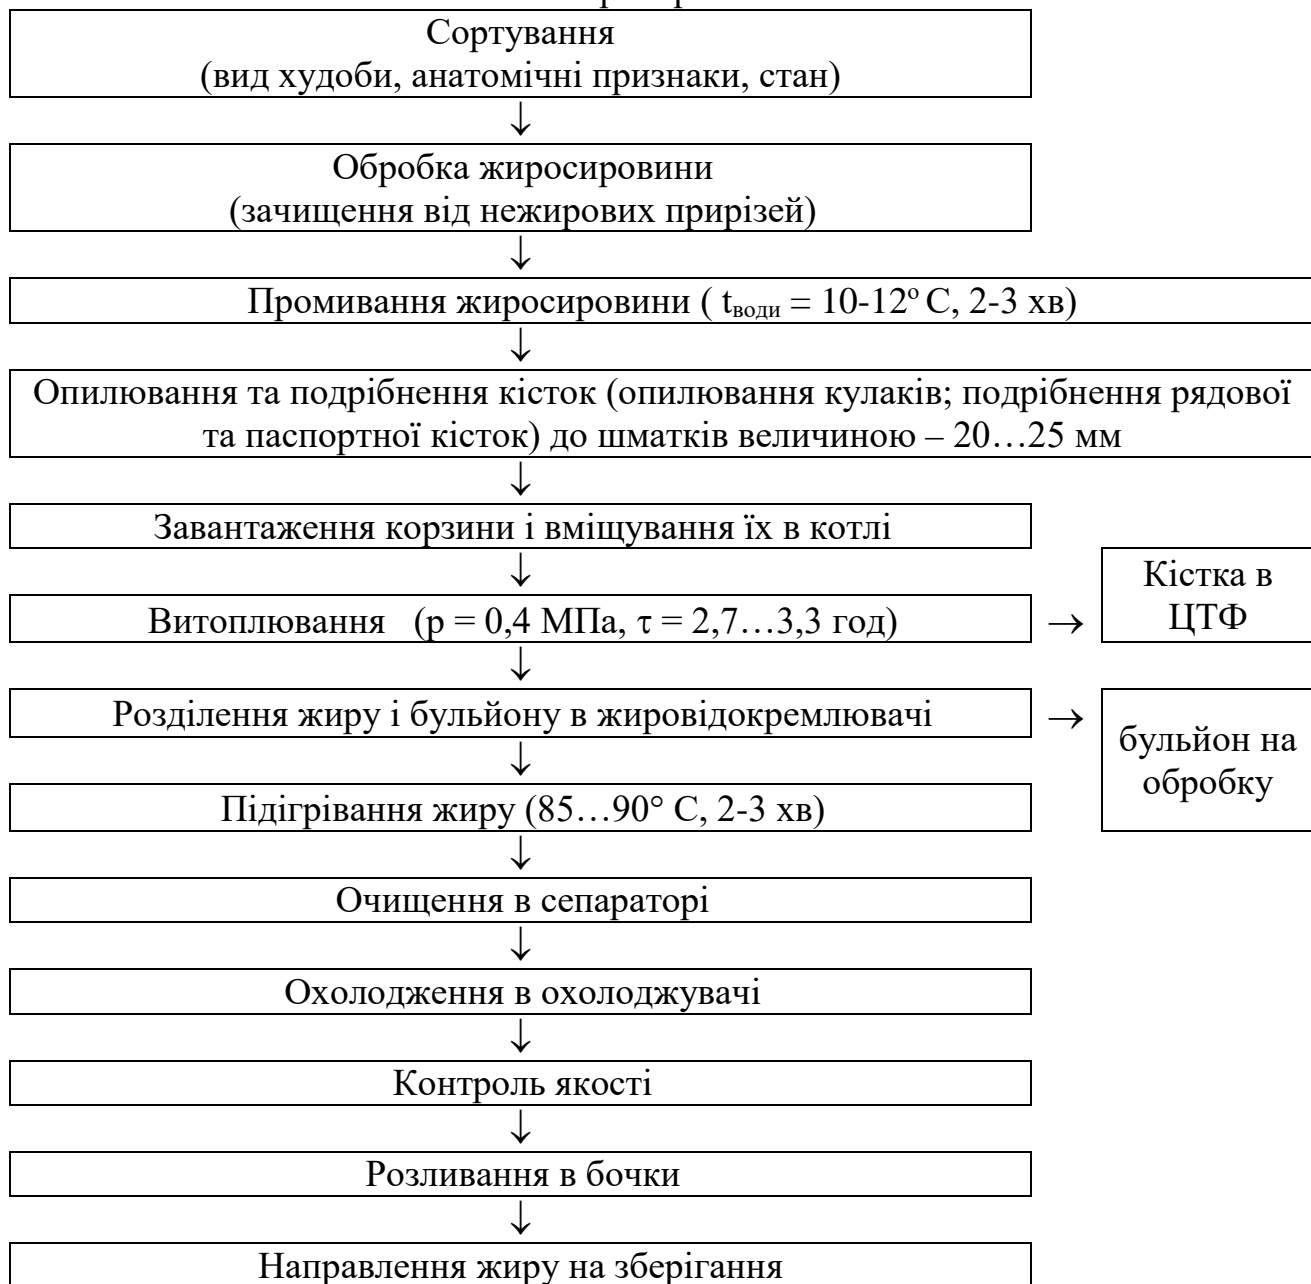 Сортування
(вид худоби, анатомічні признаки, стан)
↓
Обробка жиросировини
(зачищення від нежирових прирізей)
↓
Промивання жиросировини ( tводи = 10-12º С, 2-3 хв)
↓
Опилювання та подрібнення кісток (опилювання кулаків; подрібнення рядової
та паспортної кісток) до шматків величиною – 20…25 мм
↓
Завантаження корзини і вміщування їх в котлі
↓
Витоплювання (р = 0,4 МПа, τ = 2,7…3,3 год) →
Кістка в
ЦТФ
↓
Розділення жиру і бульйону в жировідокремлювачі →
бульйон на
обробку
↓
Підігрівання жиру (85…90° С, 2-3 хв)
↓
Очищення в сепараторі
↓
Охолодження в охолоджувачі
↓
Контроль якості
↓
Розливання в бочки
↓
Направлення жиру на зберігання